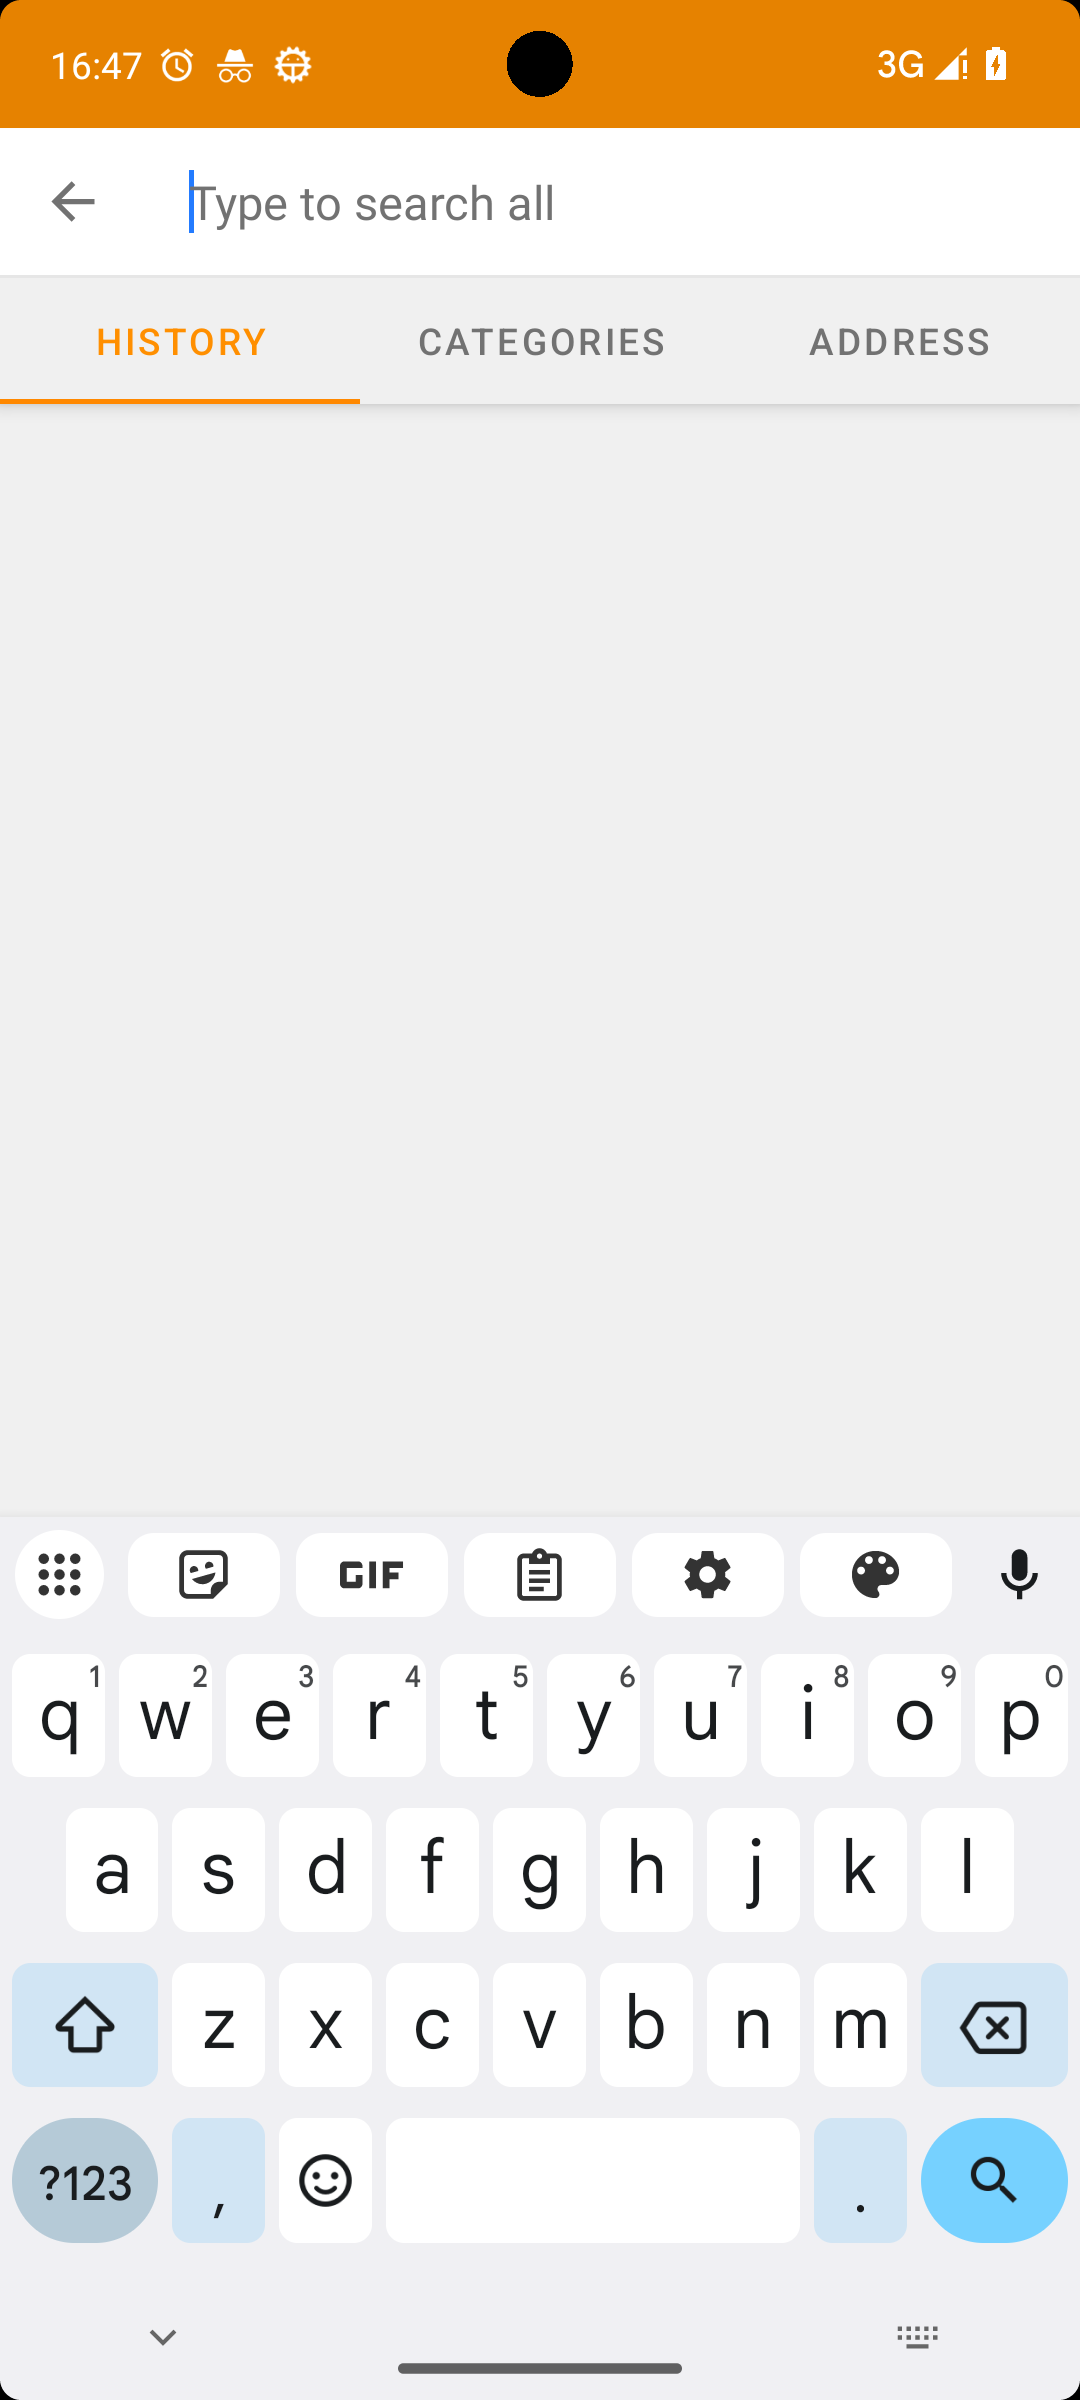 16:47
3G
Type to search all
HISTORY CATEGORIES ADDRESS
GIF
q1 w2 e3 r4 t5 y6 u7 i8 o9 p0
a s d f g h j k l
z x c v b n m
?123 , .